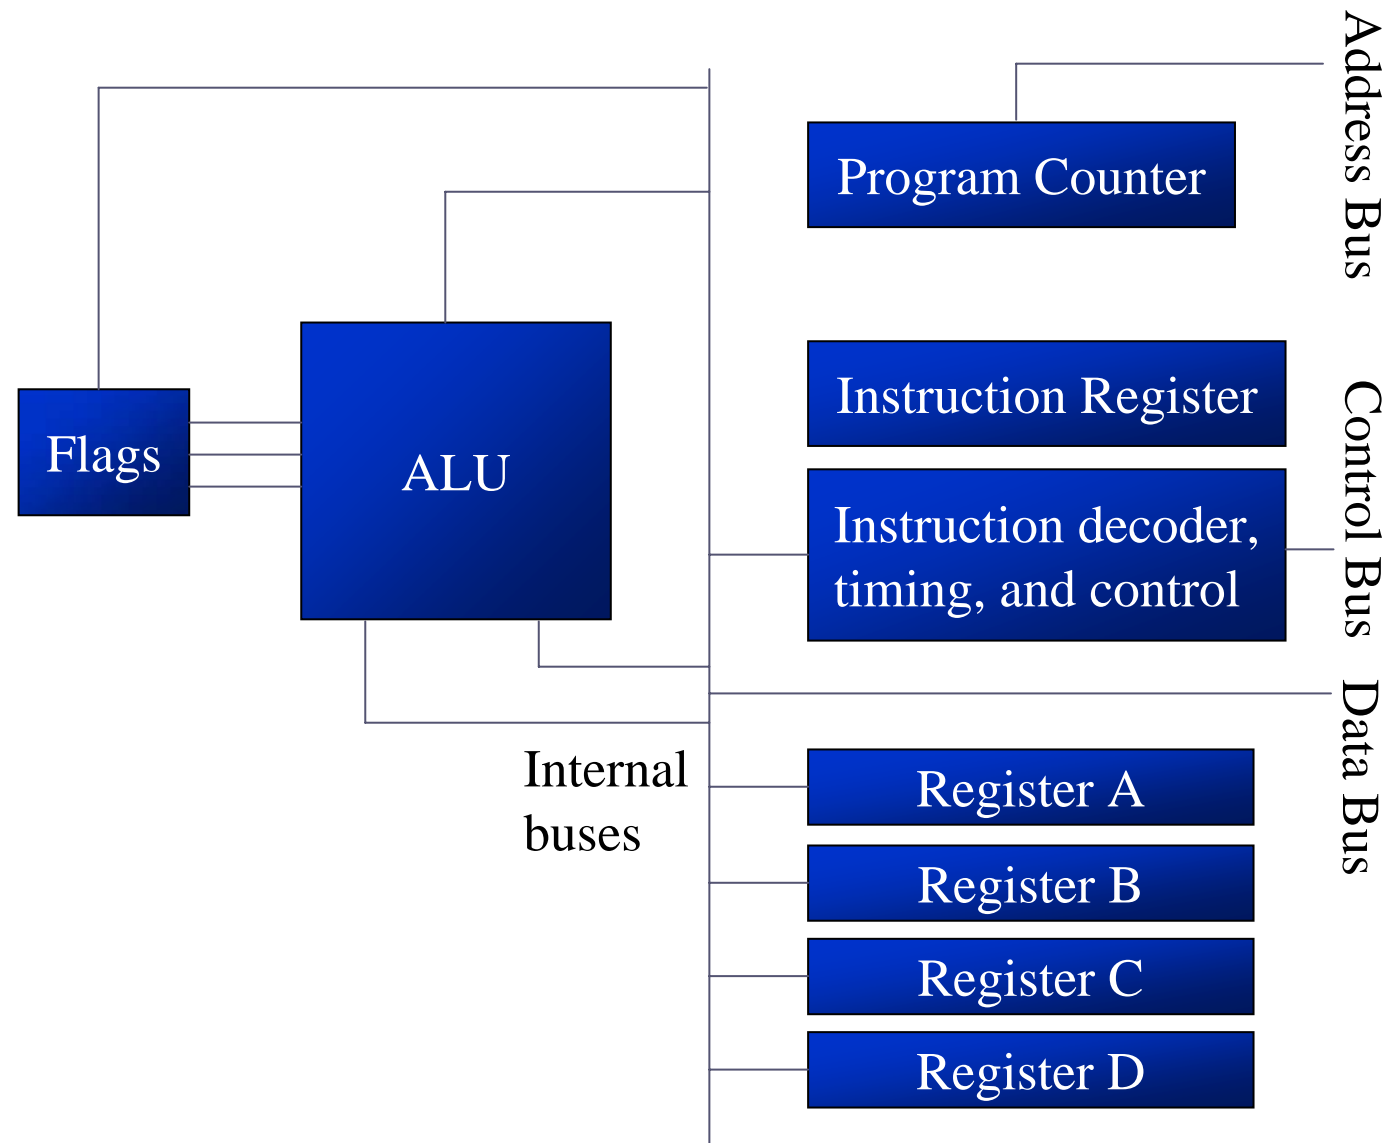 Address Bus
Program Counter
Instruction Register
Control Bus
Flags
ALU
Instruction decoder,
timing, and control
Data Bus
Internal
buses
Register A
Register B
Register C
Register D